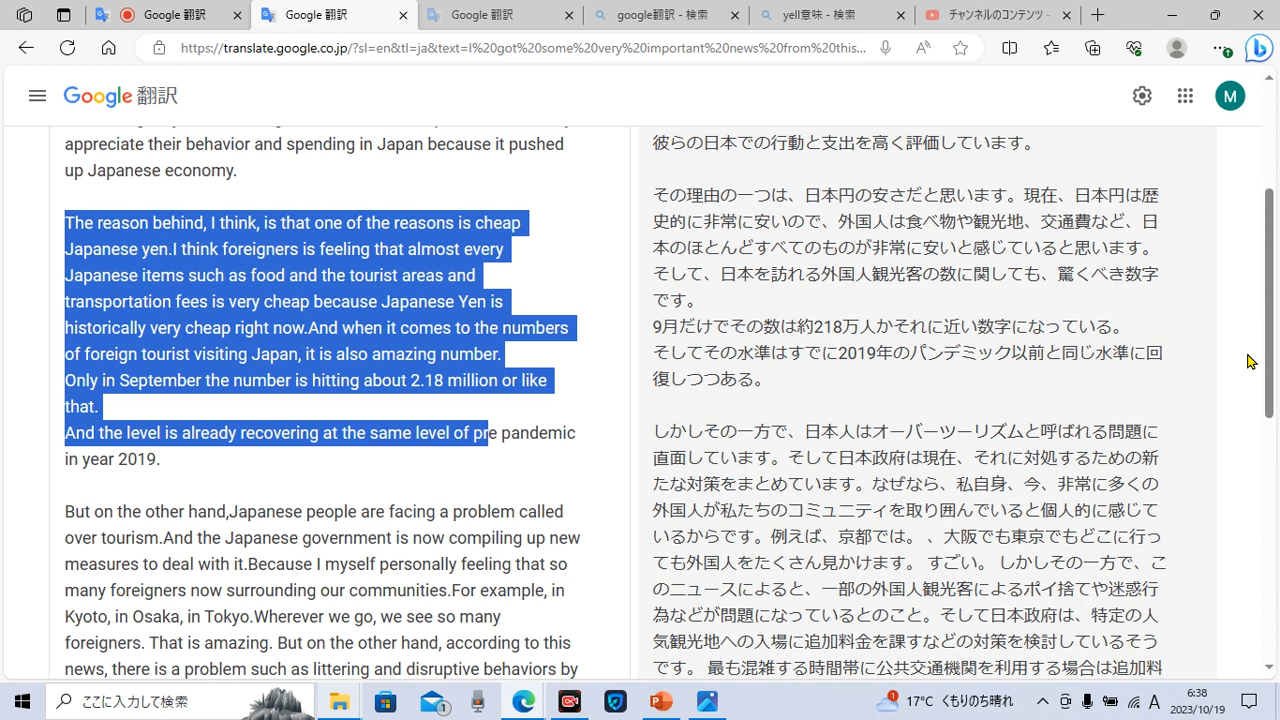 Google 翻訳
Google 翻訳
Google 翻訳
google翻訳 - 検索
yell意味 - 検索
チャンネルのコンテンツ -
https://translate.google.co.jp/?sl=en&tl=ja&text=I%20got%20some%20very%20important%20news%20from%20this...
Google 翻訳
M
appreciate their behavior and spending in Japan because it pushed
up Japanese economy.
The reason behind, I think, is that one of the reasons is cheap
Japanese yen.I think foreigners is feeling that almost every
Japanese items such as food and the tourist areas and
transportation fees is very cheap because Japanese Yen is
historically very cheap right now.And when it comes to the numbers
of foreign tourist visiting Japan, it is also amazing number.
Only in September the number is hitting about 2.18 million or like
that.
And the level is already recovering at the same level of pre pandemic
in year 2019.
But on the other hand,Japanese people are facing a problem called
over tourism.And the Japanese government is now compiling up new
measures to deal with it.Because I myself personally feeling that so
many foreigners now surrounding our communities.For example, in
Kyoto, in Osaka, in Tokyo.Wherever we go, we see so many
foreigners. That is amazing. But on the other hand, according to this
news, there is a problem such as littering and disruptive behaviors by
彼らの日本での行動と支出を高く評価しています。
その理由の一つは、日本円の安さだと思います。現在、日本円は歴
史的に非常に安いので、外国人は食べ物や観光地、交通費など、日
本のほとんどすべてのものが非常に安いと感じていると思います。
そして、日本を訪れる外国人観光客の数に関しても、驚くべき数字
です。
9月だけでその数は約218万人かそれに近い数字になっている。
そしてその水準はすでに2019年のパンデミック以前と同じ水準に回
復しつつある。
しかしその一方で、日本人はオーバーツーリズムと呼ばれる問題に
直面しています。そして日本政府は現在、それに対処するための新
たな対策をまとめています。なぜなら、私自身、今、非常に多くの
外国人が私たちのコミュニティを取り囲んでいると個人的に感じて
いるからです。例えば、京都では。 、大阪でも東京でもどこに行っ
ても外国人をたくさん見かけます。 すごい。 しかしその一方で、こ
のニュースによると、一部の外国人観光客によるポイ捨てや迷惑行
為などが問題になっているとのこと。そして日本政府は、特定の人
気観光地への入場に追加料金を課すなどの対策を検討しているそう
です。 最も混雑する時間帯に公共交通機関を利用する場合は追加料
ここに入力して検索
1
1
17°C くもりのち晴れ
A
6:38
2023/10/19